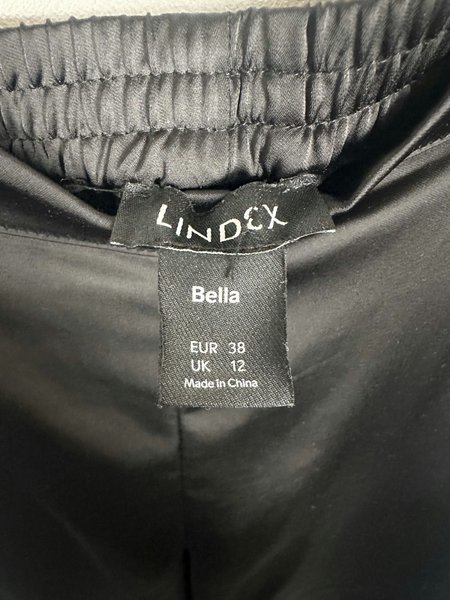 LINDEX
Bella
EUR 38
UK 12
Made in China